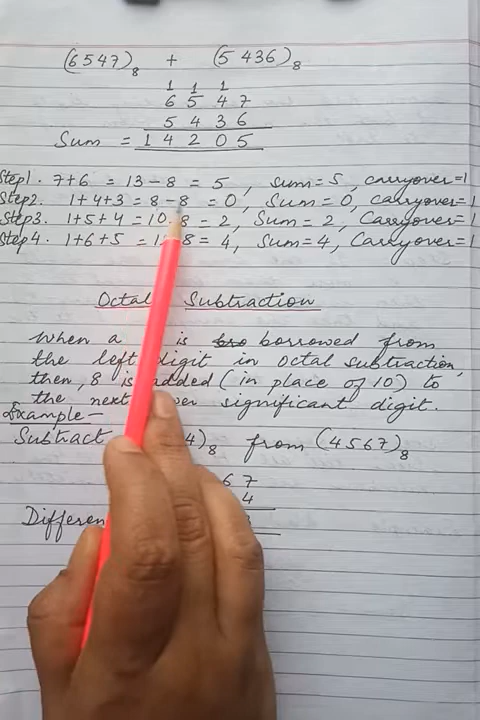 (6547)₈ + (5436)₈
1 1 1
6 5 4 7
5 4 3 6
Sum = 1 4 2 0 5
Step1. 7+6 = 13-8 = 5, sum=5, carryover=1
Step2. 1+4+3 = 8-8 = 0, Sum=0, carryover=1
Step3. 1+5+4 = 10 8 = 2, Sum=2, Carryover=1
Step4. 1+6+5 = 8 = 4, Sum=4, Carryover=1
Octal Subtraction
When a is borrowed from
the left digit in octal subtraction,
then, 8 is added (in place of 10) to
the next significant digit.
Example-
Subtract 4)₈ from (4567)₈
6 7
4